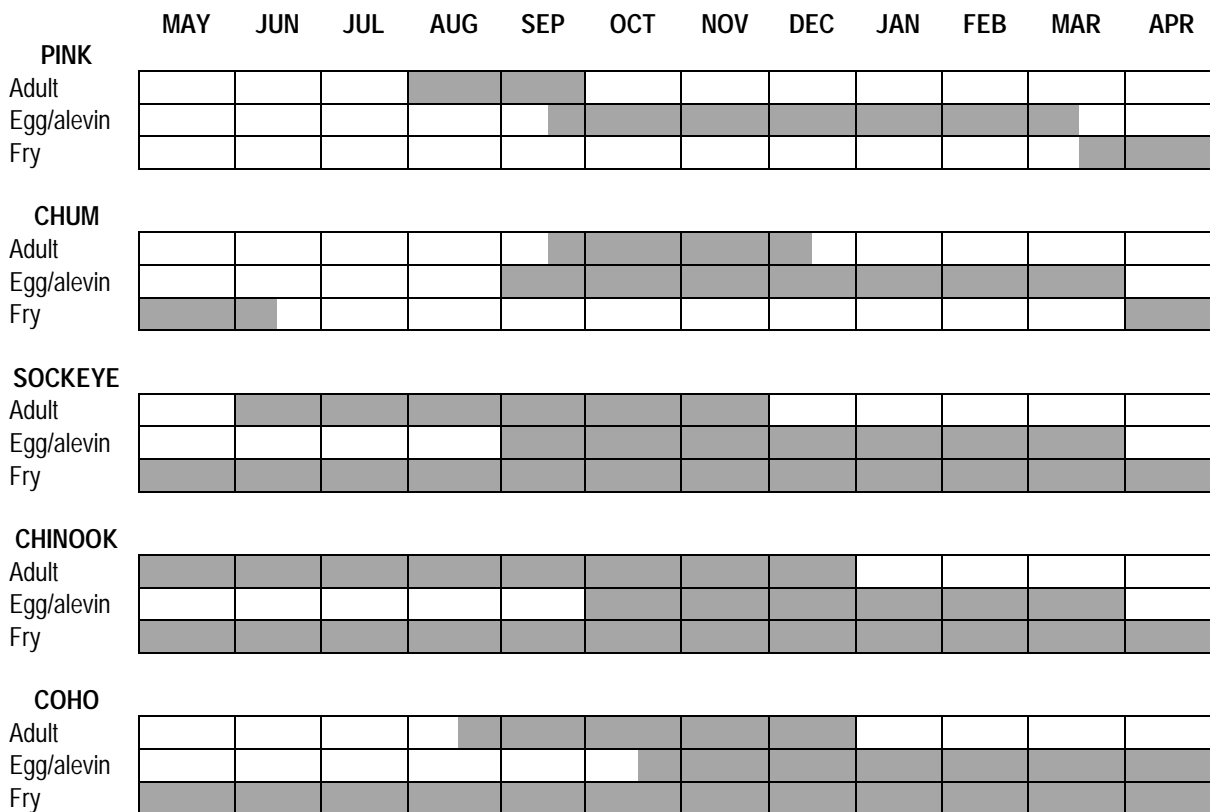 MAY JUN JUL AUG SEP OCT NOV DEC JAN FEB MAR APR
PINK
Adult
Egg/alevin
Fry
CHUM
Adult
Egg/alevin
Fry
SOCKEYE
Adult
Egg/alevin
Fry
CHINOOK
Adult
Egg/alevin
Fry
COHO
Adult
Egg/alevin
Fry